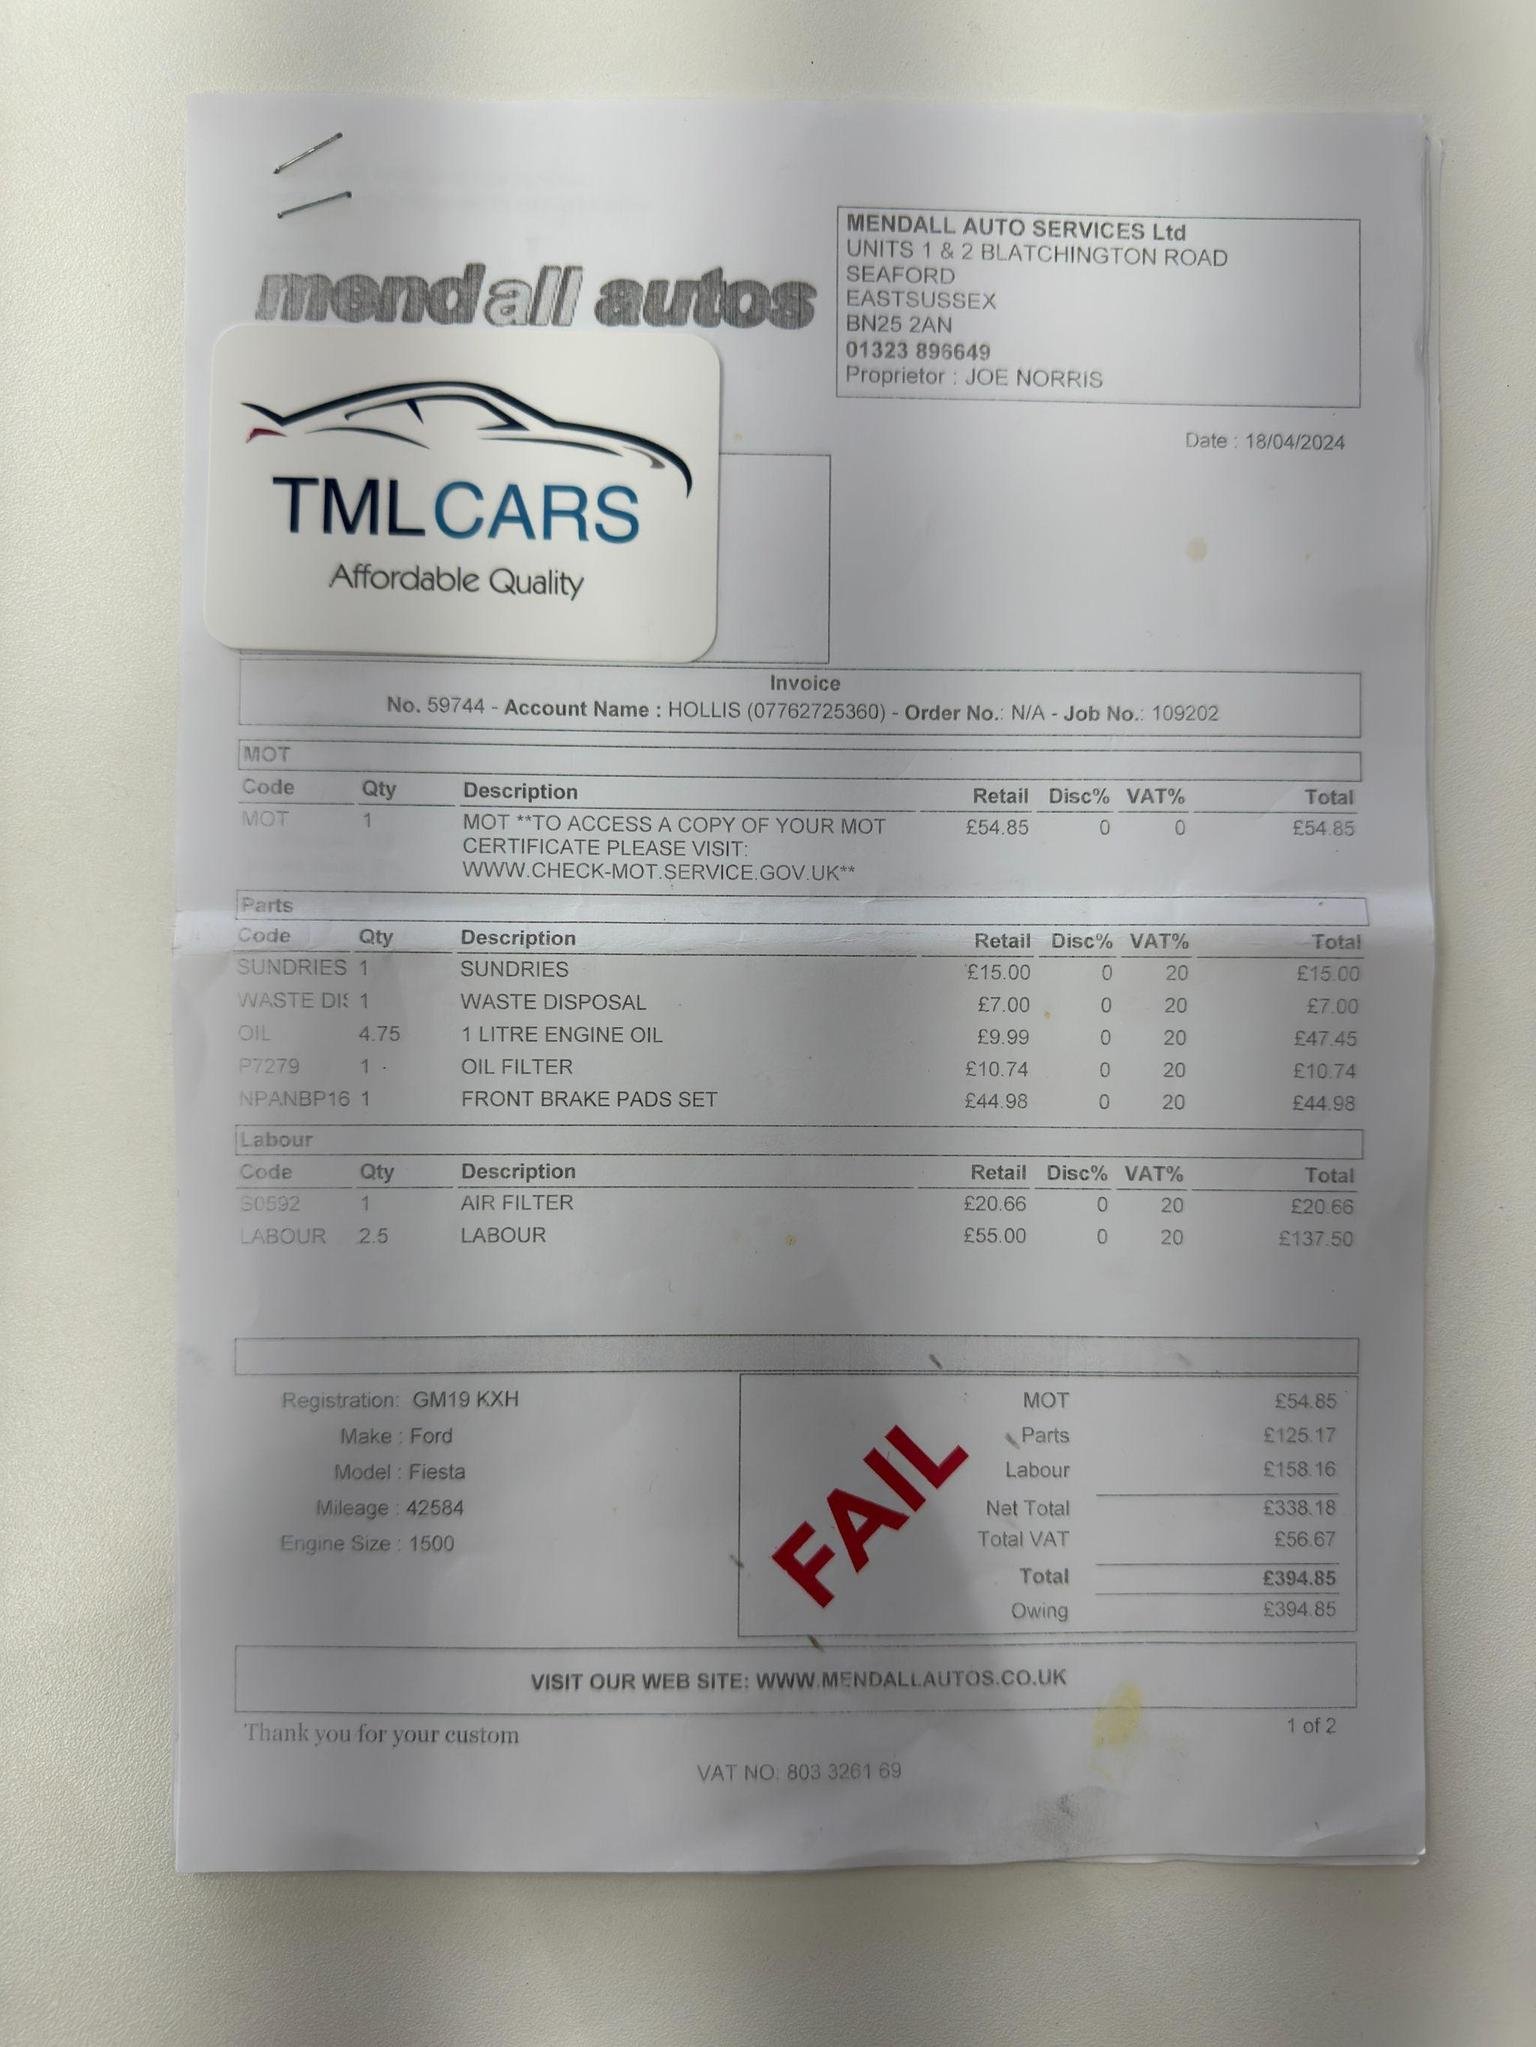 mendall autos
MENDALL AUTO SERVICES Ltd
UNITS 1 & 2 BLATCHINGTON ROAD
SEAFORD
EASTSUSSEX
BN25 2AN
01323 896649
Proprietor : JOE NORRIS
Date : 18/04/2024
TMLCARS
Affordable Quality
Invoice
No. 59744 - Account Name : HOLLIS (07762725360) - Order No.: N/A - Job No.: 109202
MOT
Code Qty Description Retail Disc% VAT% Total
MOT 1 MOT **TO ACCESS A COPY OF YOUR MOT £54.85 0 0 £54.85
CERTIFICATE PLEASE VISIT:
WWW.CHECK-MOT.SERVICE.GOV.UK**
Parts
Code Qty Description Retail Disc% VAT% Total
SUNDRIES 1 SUNDRIES £15.00 0 20 £15.00
WASTE DIS 1 WASTE DISPOSAL £7.00 0 20 £7.00
OIL 4.75 1 LITRE ENGINE OIL £9.99 0 20 £47.45
P7279 1 OIL FILTER £10.74 0 20 £10.74
NPANBP16 1 FRONT BRAKE PADS SET £44.98 0 20 £44.98
Labour
Code Qty Description Retail Disc% VAT% Total
S0592 1 AIR FILTER £20.66 0 20 £20.66
LABOUR 2.5 LABOUR £55.00 0 20 £137.50
Registration: GM19 KXH
Make : Ford
Model : Fiesta
Mileage : 42584
Engine Size : 1500
FAIL
MOT £54.85
Parts £125.17
Labour £158.16
Net Total £338.18
Total VAT £56.67
Total £394.85
Owing £394.85
VISIT OUR WEB SITE: WWW.MENDALLAUTOS.CO.UK
Thank you for your custom
1 of 2
VAT NO: 803 3261 69